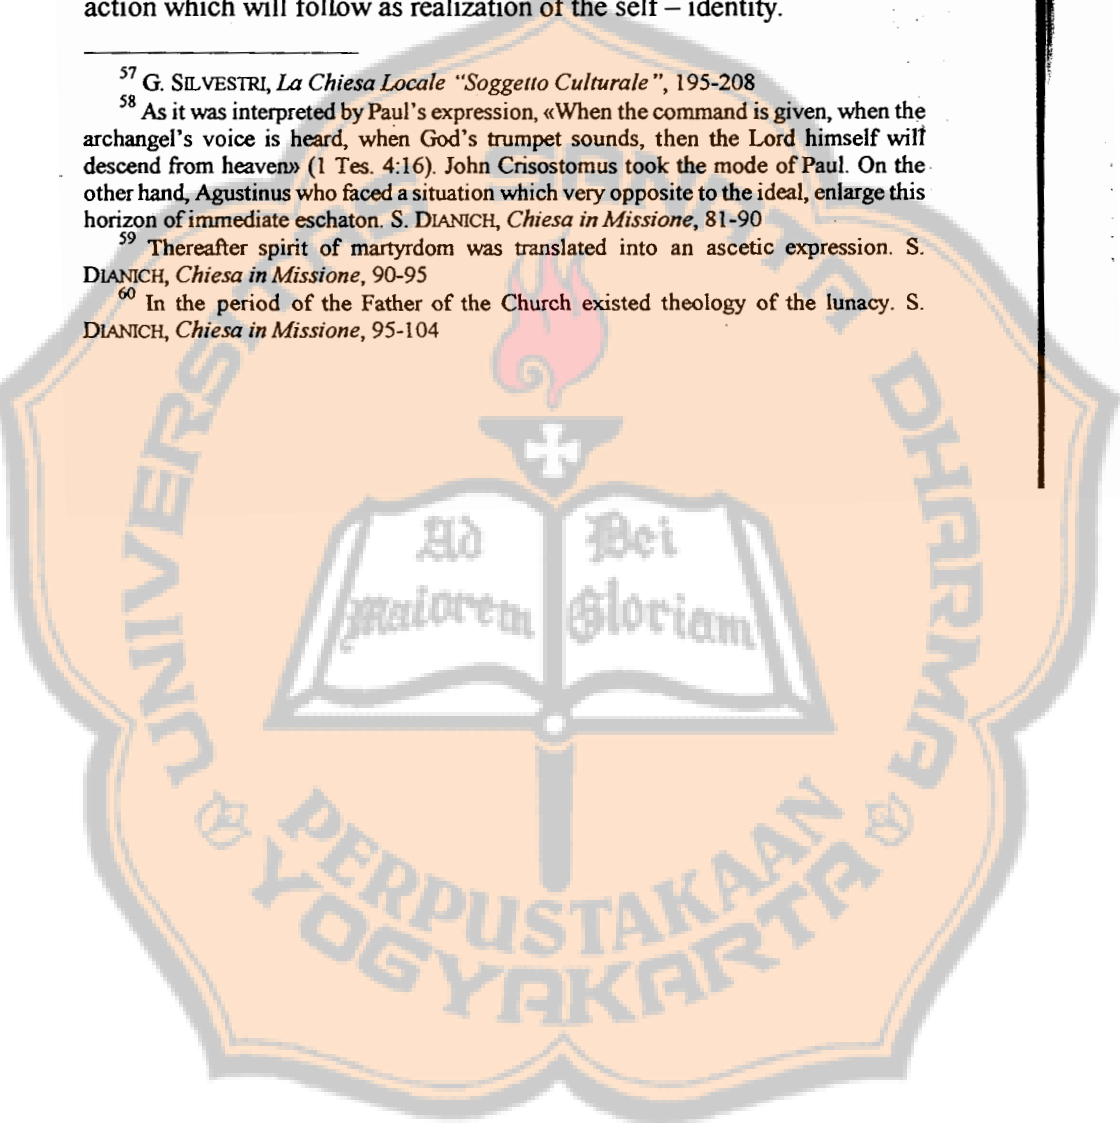 action which will follow as realization of the self – identity.
57 G. SILVESTRI, La Chiesa Locale “Soggetto Culturale”, 195-208
58 As it was interpreted by Paul's expression, «When the command is given, when the
archangel's voice is heard, when God's trumpet sounds, then the Lord himself will
descend from heaven» (1 Tes. 4:16). John Crisostomus took the mode of Paul. On the
other hand, Agustinus who faced a situation which very opposite to the ideal, enlarge this
horizon of immediate eschaton. S. DIANICH, Chiesa in Missione, 81-90
59 Thereafter spirit of martyrdom was translated into an ascetic expression. S.
DIANICH, Chiesa in Missione, 90-95
60 In the period of the Father of the Church existed theology of the lunacy. S.
DIANICH, Chiesa in Missione, 95-104
UNIVERSITAS SANATA DHARMA
Ad Dei
maiorem Gloriam
PERPUSTAKAAN
YOGYAKARTA